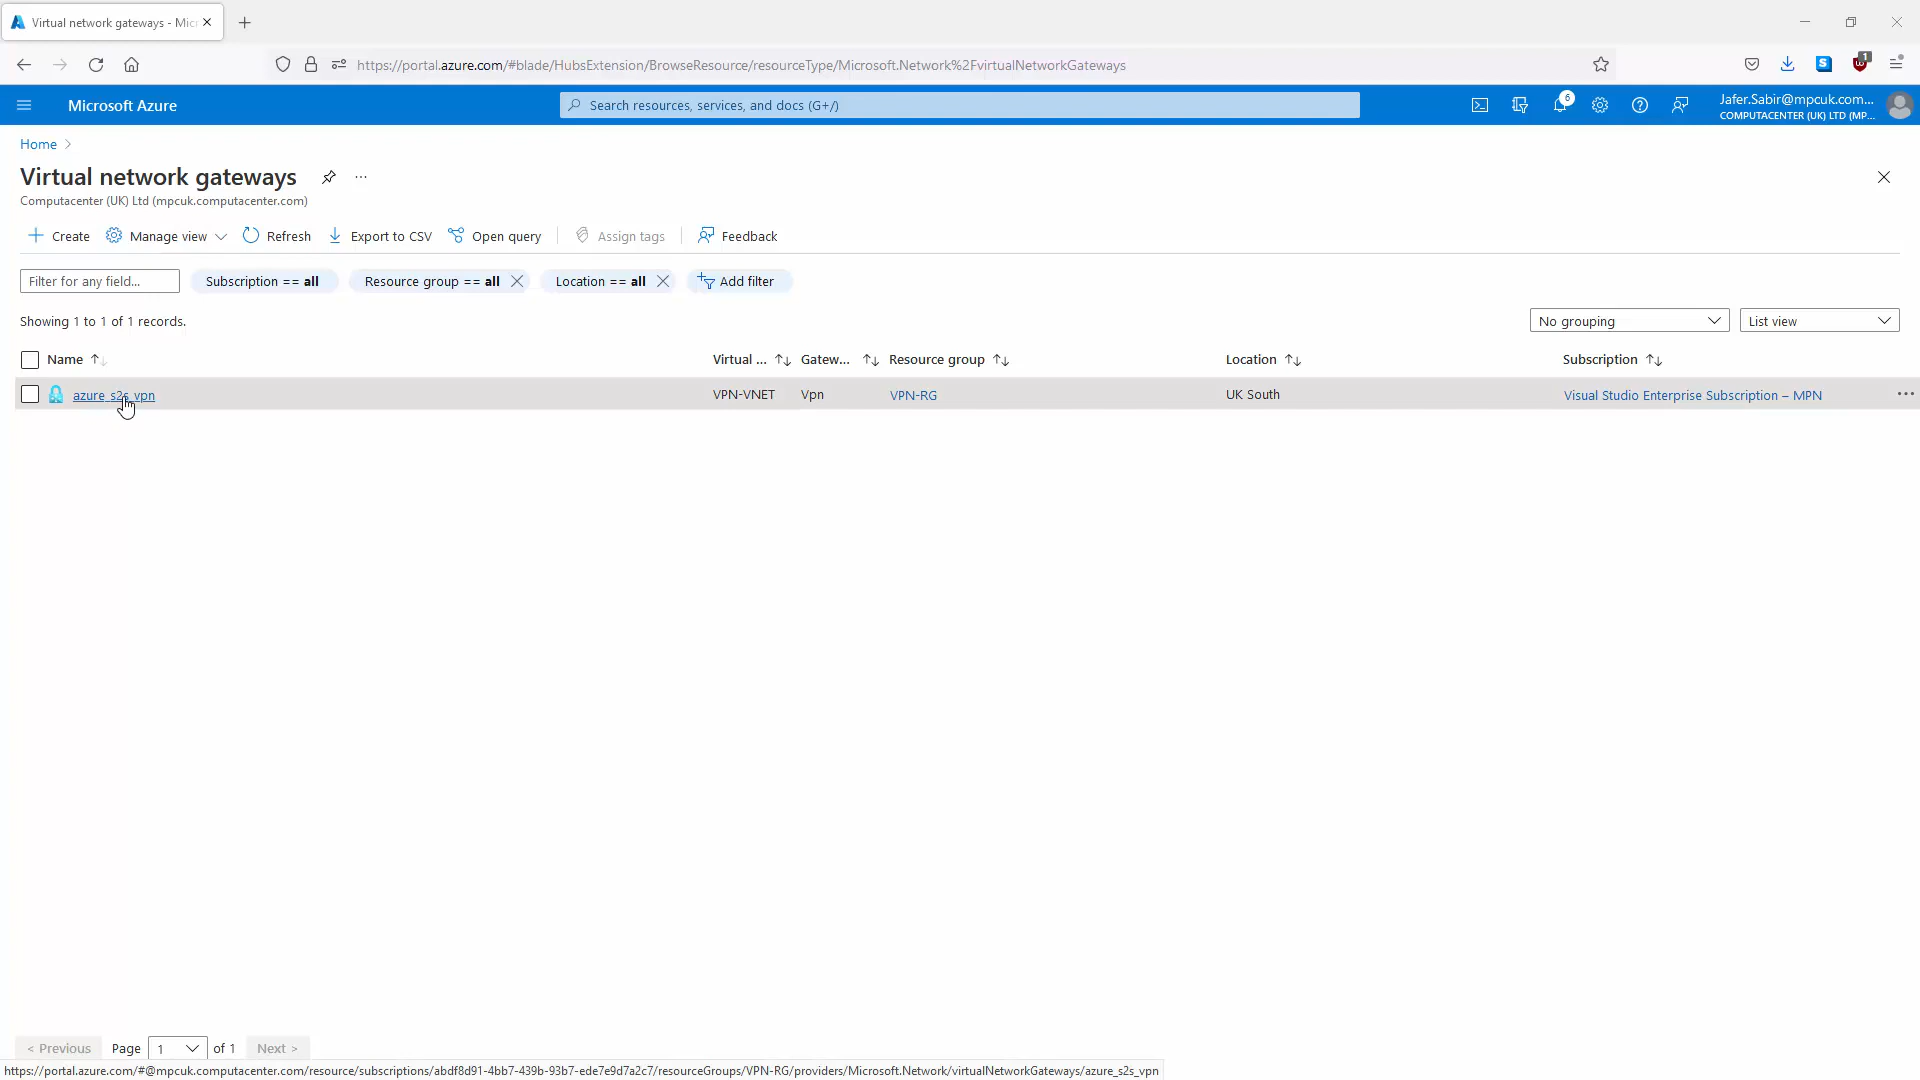 Virtual network gateways - Micr
https://portal.azure.com/#blade/HubsExtension/BrowseResource/resourceType/Microsoft.Network%2FvirtualNetworkGateways
1
Microsoft Azure
Search resources, services, and docs (G+/)
6
Jafer.Sabir@mpcuk.com...
COMPUTACENTER (UK) LTD (MP...
Home
Virtual network gateways
Computacenter (UK) Ltd (mpcuk.computacenter.com)
Create Manage view Refresh Export to CSV Open query Assign tags Feedback
Filter for any field... Subscription == all Resource group == all Location == all Add filter
Showing 1 to 1 of 1 records.
No grouping List view
Name Virtual ... Gatew... Resource group Location Subscription
azure_s2s_vpn VPN-VNET Vpn VPN-RG UK South Visual Studio Enterprise Subscription – MPN
< Previous Page 1 of 1 Next >
https://portal.azure.com/#@mpcuk.computacenter.com/resource/subscriptions/abdf8d91-4bb7-439b-93b7-ede7e9d7a2c7/resourceGroups/VPN-RG/providers/Microsoft.Network/virtualNetworkGateways/azure_s2s_vpn